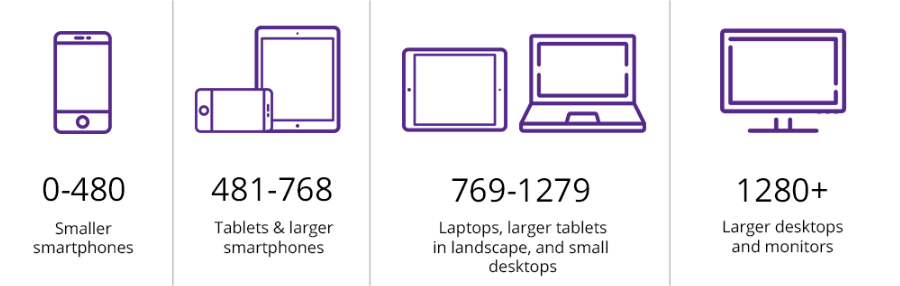 0-480
Smaller
smartphones
481-768
Tablets & larger
smartphones
769-1279
Laptops, larger tablets
in landscape, and small
desktops
1280+
Larger desktops
and monitors